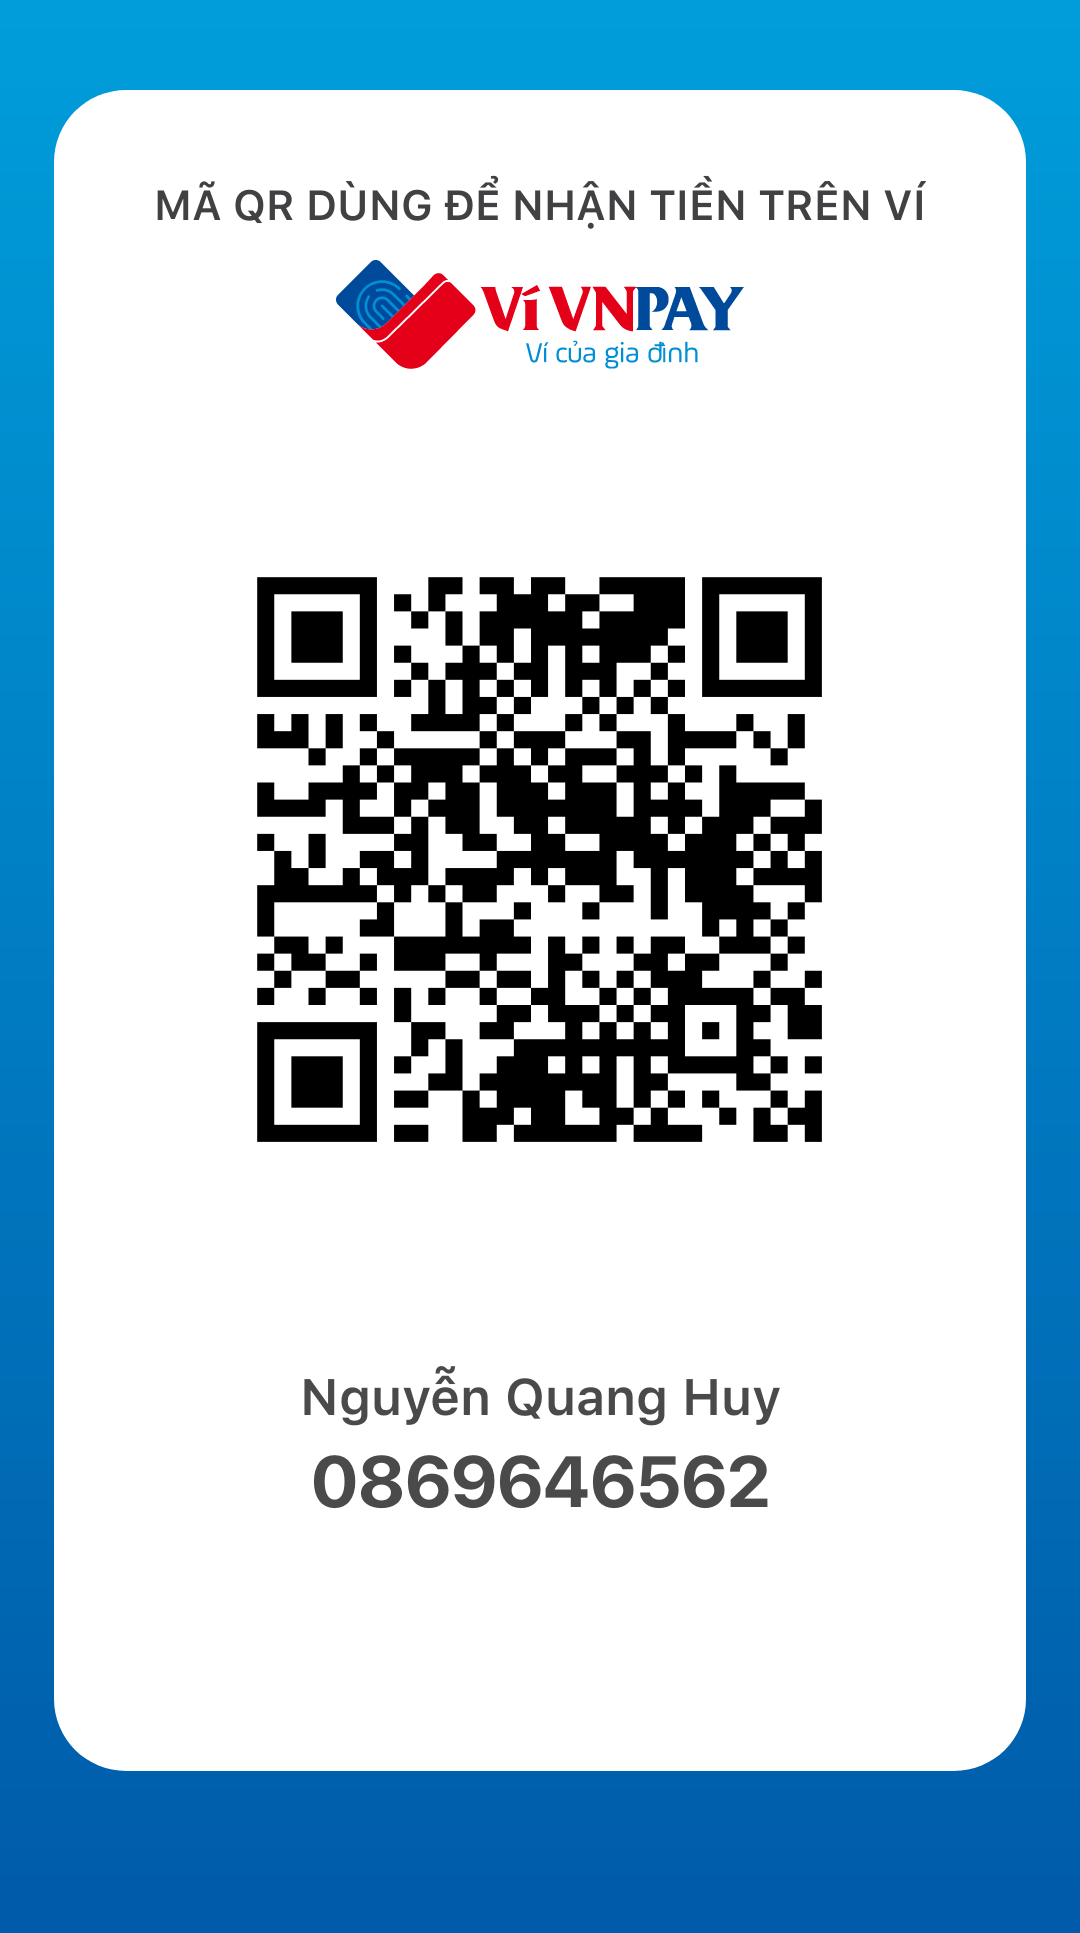 MÃ QR DÙNG ĐỂ NHẬN TIỀN TRÊN VÍ
Ví VNPAY
Ví của gia đình
Nguyễn Quang Huy
0869646562